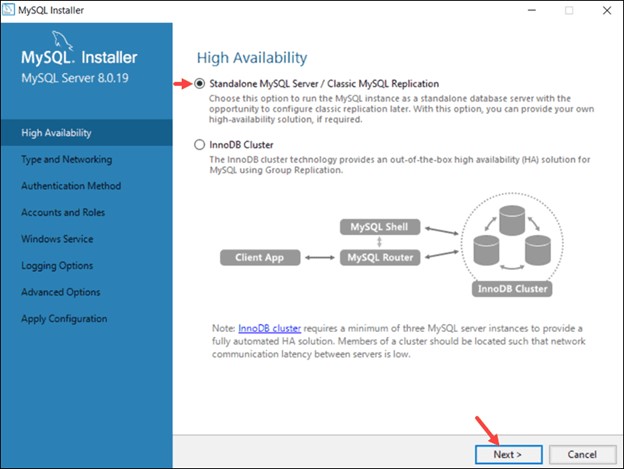 MySQL Installer
MySQL. Installer
MySQL Server 8.0.19
High Availability
Type and Networking
Authentication Method
Accounts and Roles
Windows Service
Logging Options
Advanced Options
Apply Configuration
High Availability
Standalone MySQL Server / Classic MySQL Replication
Choose this option to run the MySQL instance as a standalone database server with the
opportunity to configure classic replication later. With this option, you can provide your own
high-availability solution, if required.
InnoDB Cluster
The InnoDB cluster technology provides an out-of-the-box high availability (HA) solution for
MySQL using Group Replication.
MySQL Shell
Client App
MySQL Router
InnoDB Cluster
Note: InnoDB cluster requires a minimum of three MySQL server instances to provide a
fully automated HA solution. Members of a cluster should be located such that network
communication latency between servers is low.
Next >
Cancel